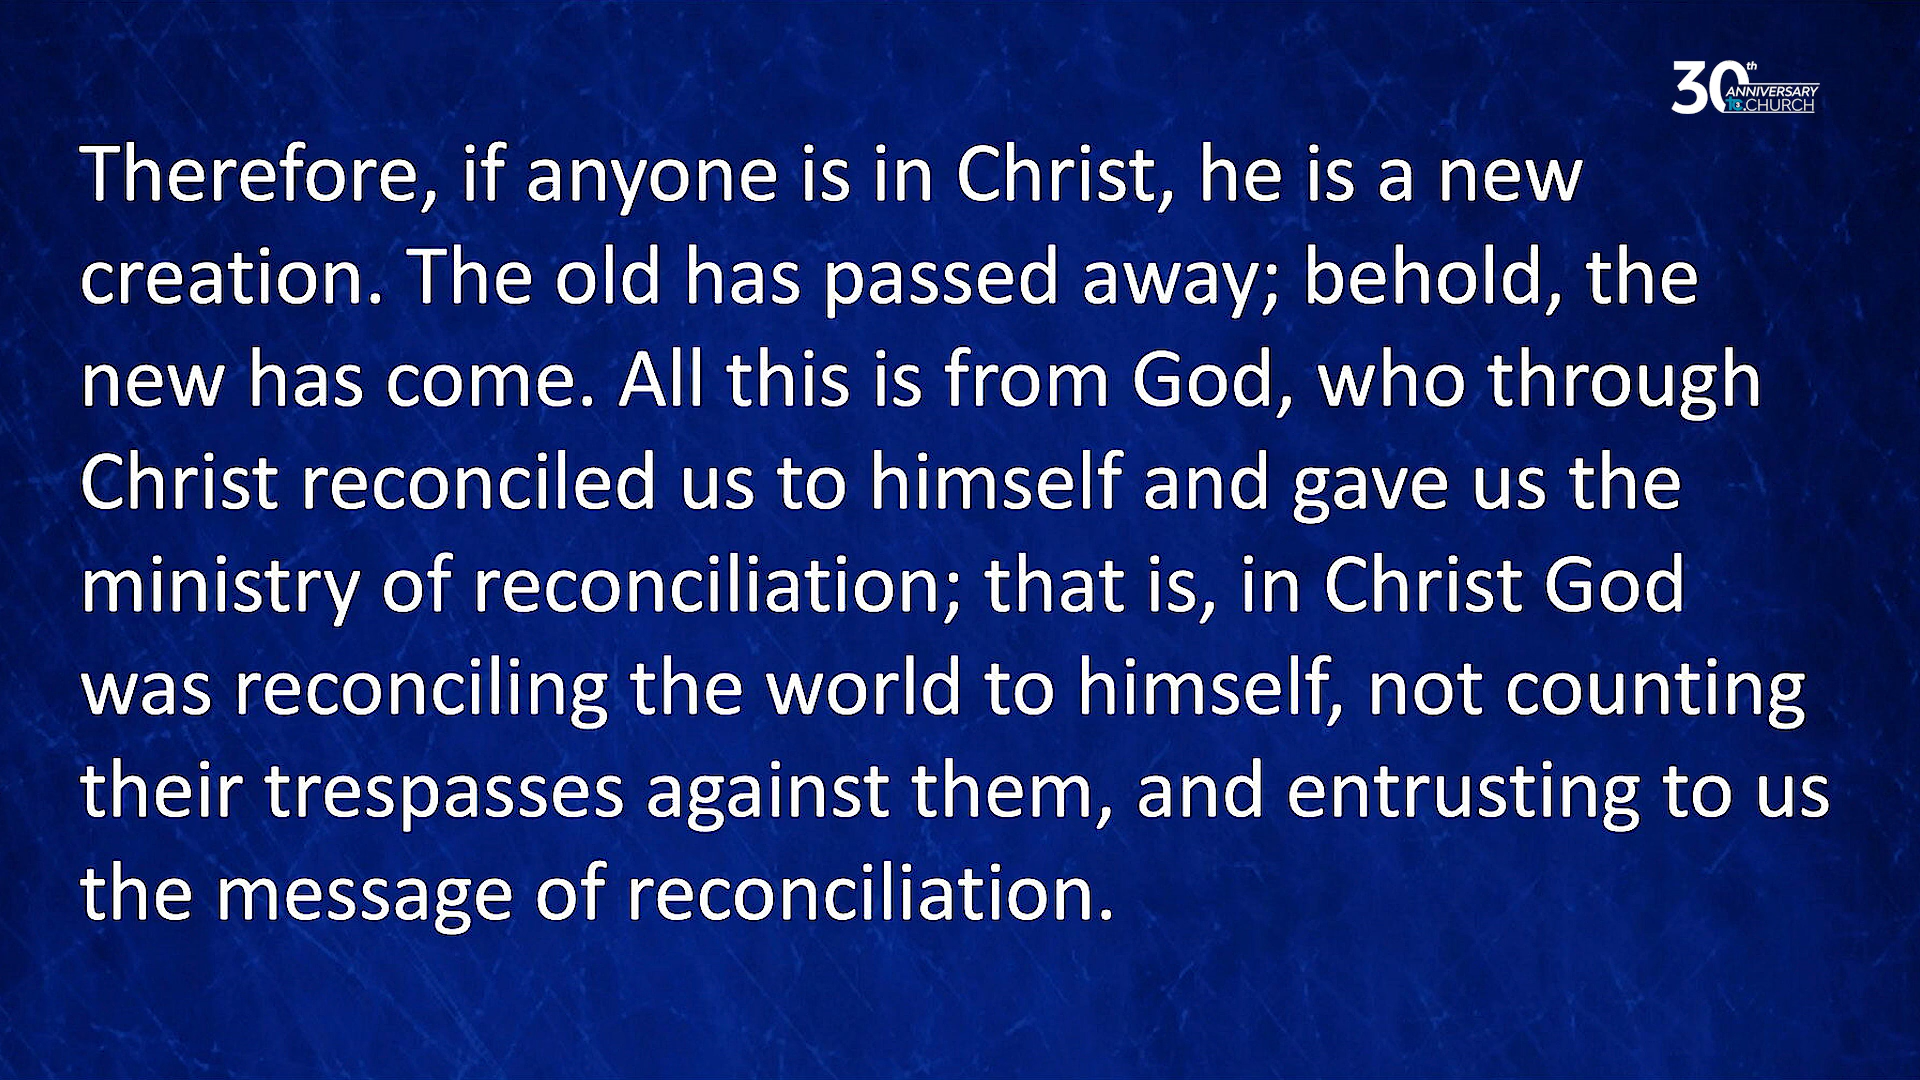 30th
ANNIVERSARY
.CHURCH
Therefore, if anyone is in Christ, he is a new
creation. The old has passed away; behold, the
new has come. All this is from God, who through
Christ reconciled us to himself and gave us the
ministry of reconciliation; that is, in Christ God
was reconciling the world to himself, not counting
their trespasses against them, and entrusting to us
the message of reconciliation.